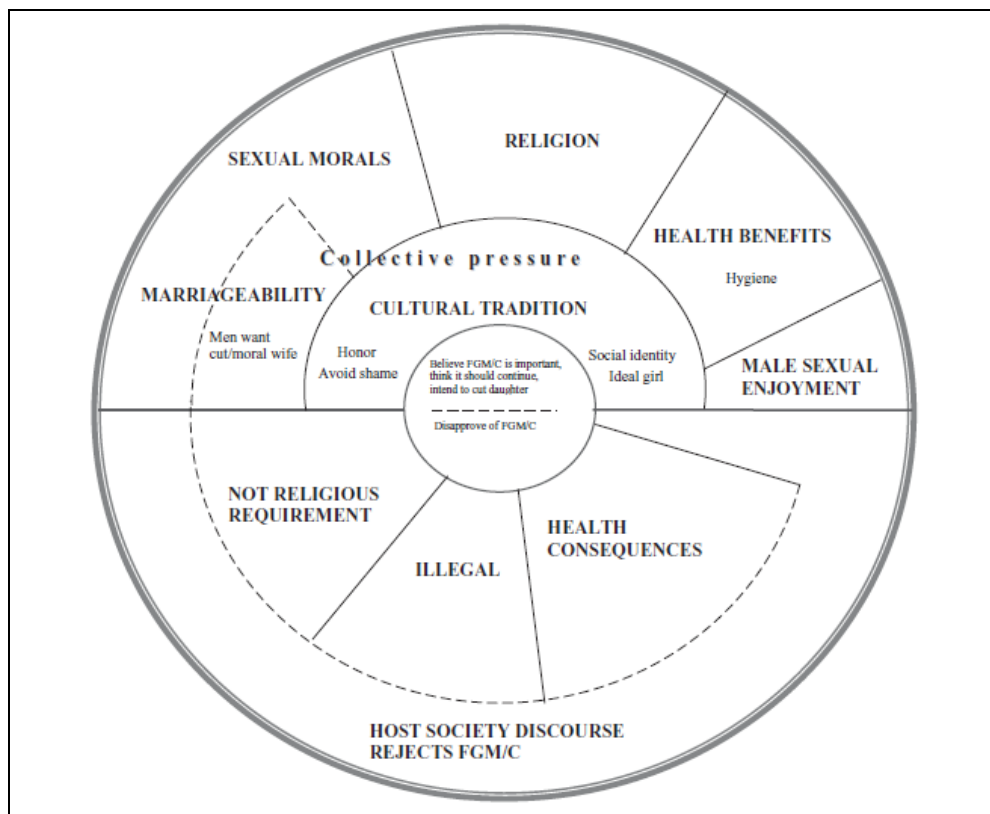 RELIGION
SEXUAL MORALS
HEALTH BENEFITS
Hygiene
Collective pressure
MARRIAGEABILITY
Men want
cut/moral wife
CULTURAL TRADITION
Honor
Avoid shame
Believe FGM/C is important,
think it should continue,
intend to cut daughter
Social identity
Ideal girl
MALE SEXUAL
ENJOYMENT
Disapprove of FGM/C
NOT RELIGIOUS
REQUIREMENT
ILLEGAL
HEALTH
CONSEQUENCES
HOST SOCIETY DISCOURSE
REJECTS FGM/C